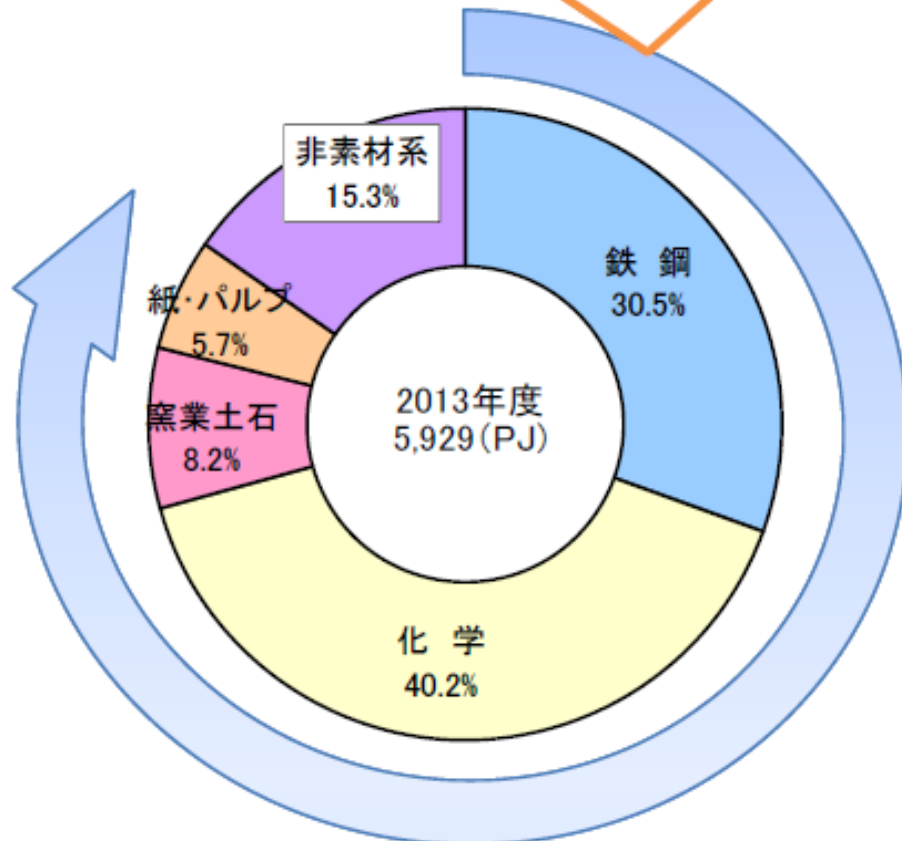 非素材系
15.3%
鉄 鋼
30.5%
紙・パルプ
5.7%
2013年度
5,929(PJ)
窯業土石
8.2%
化 学
40.2%